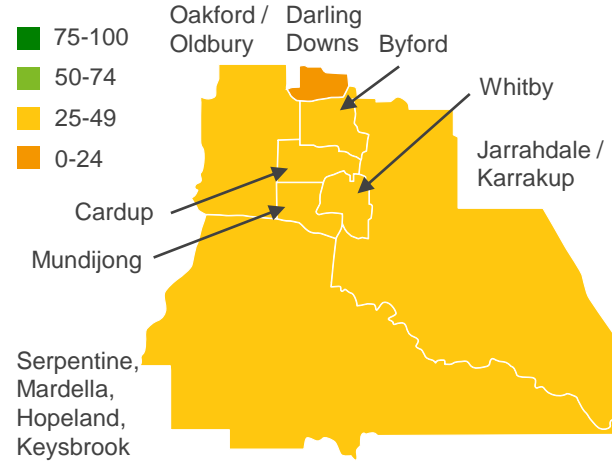 75-100
50-74
25-49
0-24
Oakford /
Oldbury
Darling
Downs
Byford
Whitby
Jarrahdale /
Karrakup
Cardup
Mundijong
Serpentine,
Mardella,
Hopeland,
Keysbrook